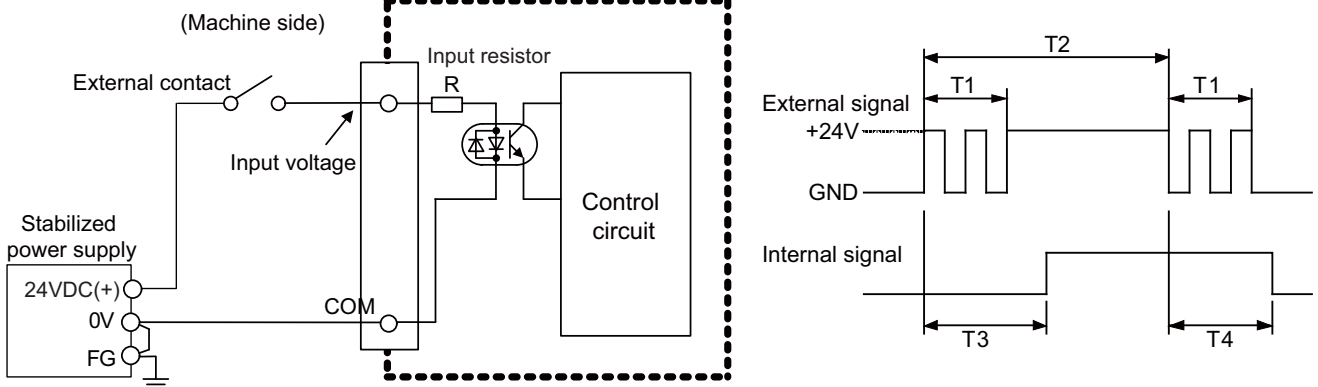 (Machine side)
External contact
Input resistor
R
Input voltage
Control
circuit
Stabilized
power supply
24VDC(+)
0V
FG
COM
T2
T1
T1
External signal
+24V
GND
Internal signal
T3
T4